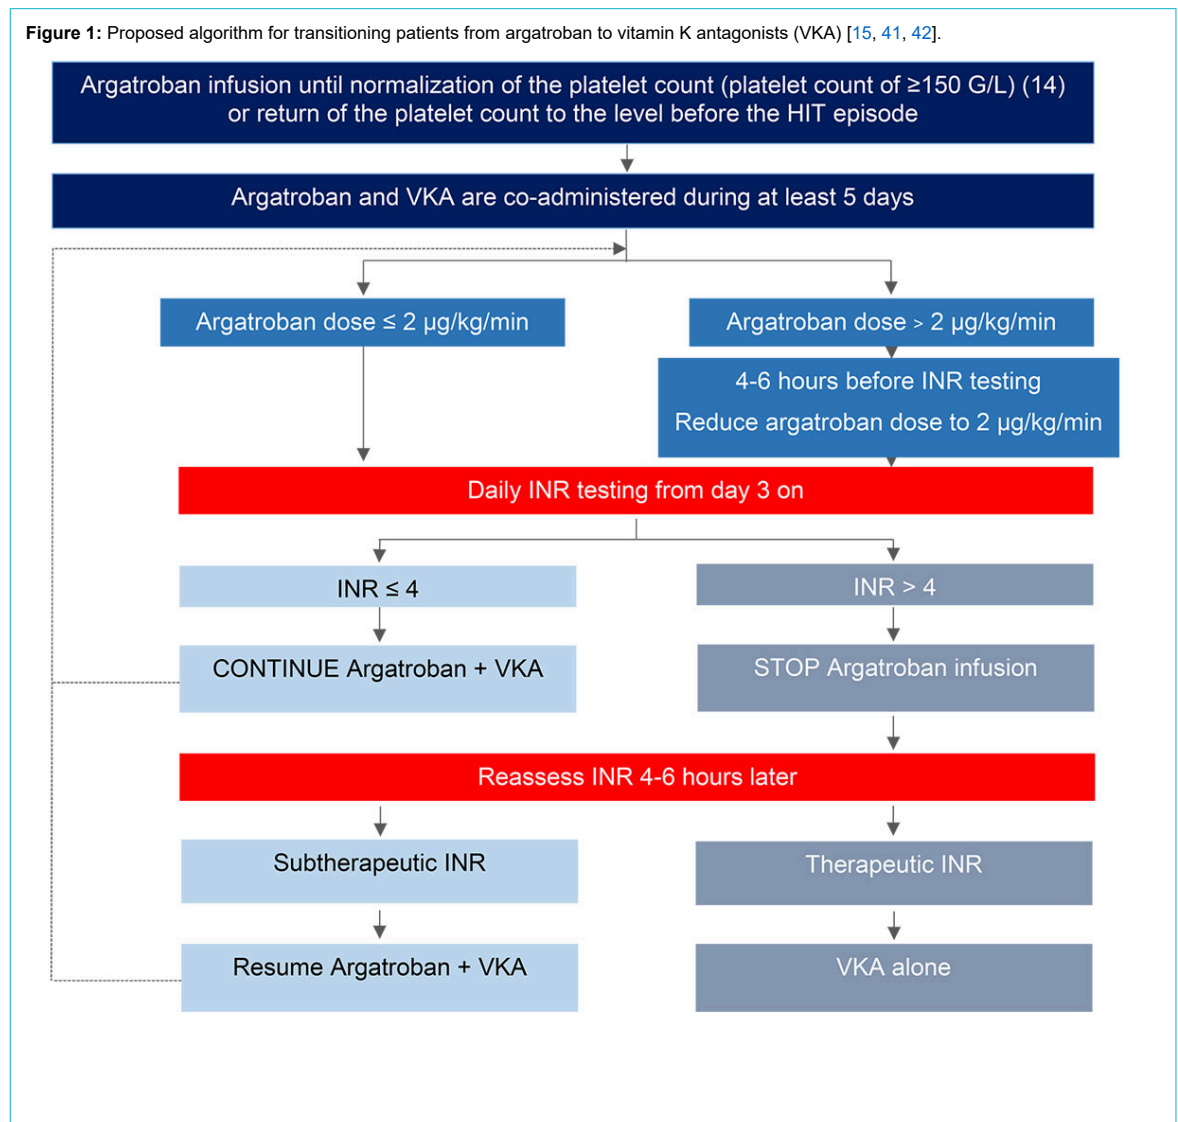 Figure 1: Proposed algorithm for transitioning patients from argatroban to vitamin K antagonists (VKA) [15, 41, 42].
Argatroban infusion until normalization of the platelet count (platelet count of ≥150 G/L) (14)
or return of the platelet count to the level before the HIT episode
Argatroban and VKA are co-administered during at least 5 days
Argatroban dose ≤ 2 µg/kg/min
Argatroban dose > 2 µg/kg/min
4-6 hours before INR testing
Reduce argatroban dose to 2 µg/kg/min
Daily INR testing from day 3 on
INR ≤ 4
INR > 4
CONTINUE Argatroban + VKA
STOP Argatroban infusion
Reassess INR 4-6 hours later
Subtherapeutic INR
Therapeutic INR
Resume Argatroban + VKA
VKA alone